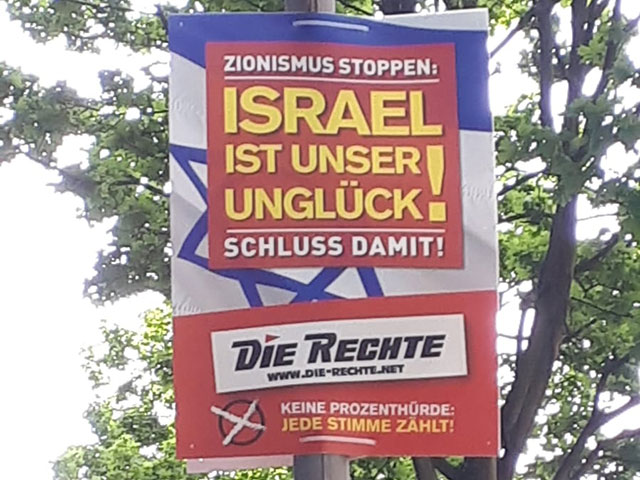 ZIONISMUS STOPPEN:
ISRAEL
IST UNSER
UNGLÜCK!
SCHLUSS DAMIT!
DIE RECHTE
WWW.DIE-RECHTE.NET
KEINE PROZENTHÜRDE:
JEDE STIMME ZÄHLT!